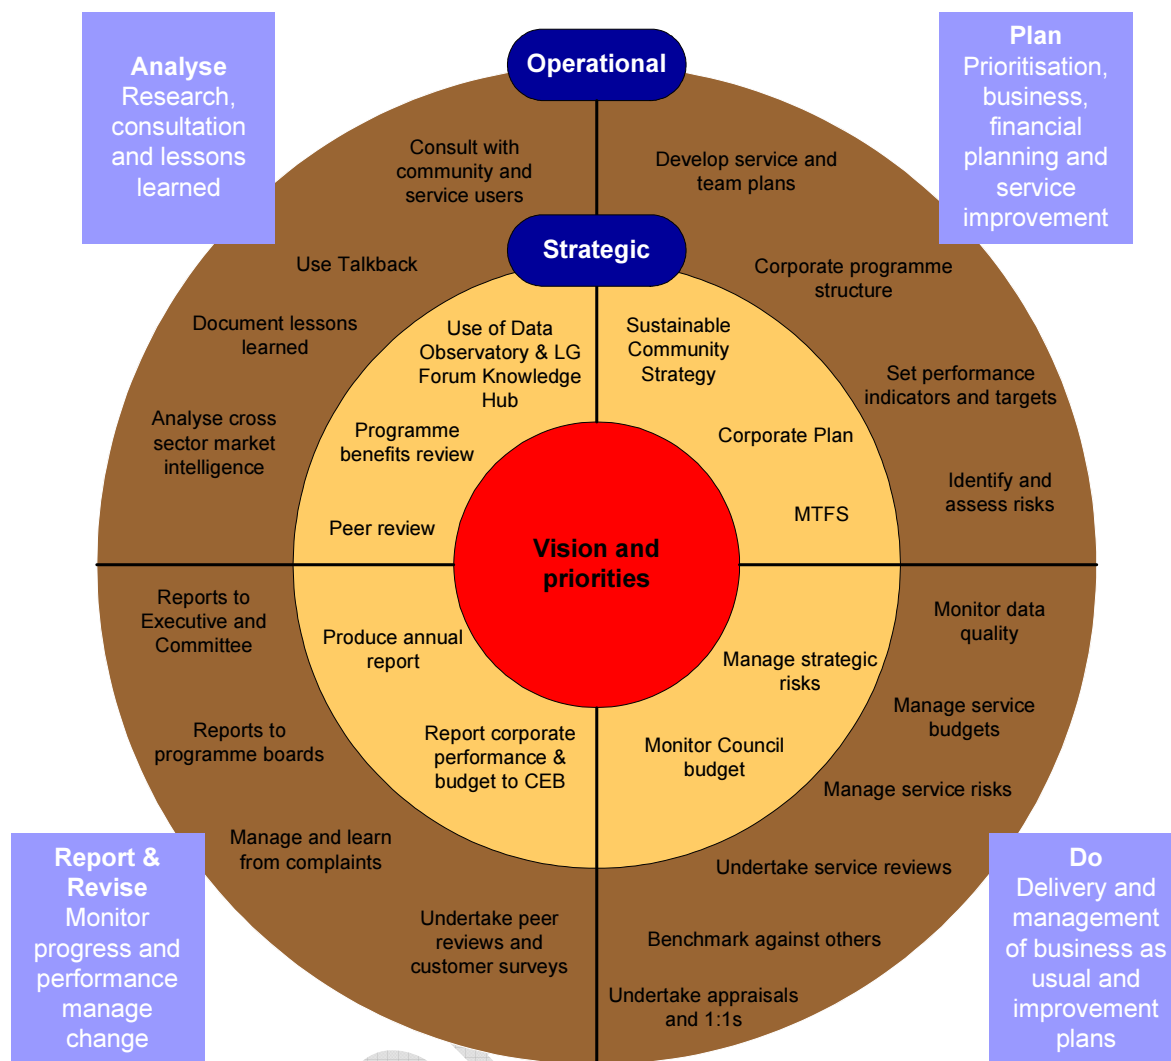 Analyse
Research,
consultation
and lessons
learned
Operational
Plan
Prioritisation,
business,
financial
planning and
service
improvement
Consult with
community and
service users
Use Talkback
Document lessons
learned
Analyse cross
sector market
intelligence
Develop service and
team plans
Corporate programme
structure
Set performance
indicators and targets
Identify and
assess risks
Strategic
Use of Data
Observatory & LG
Forum Knowledge
Hub
Programme
benefits review
Peer review
Sustainable
Community
Strategy
Corporate Plan
MTFS
Vision and
priorities
Reports to
Executive and
Committee
Reports to
programme boards
Manage and learn
from complaints
Undertake peer
reviews and
customer surveys
Produce annual
report
Report corporate
performance &
budget to CEB
Manage strategic
risks
Monitor Council
budget
Monitor data
quality
Manage service
budgets
Manage service risks
Undertake service reviews
Benchmark against others
Undertake appraisals
and 1:1s
Report &
Revise
Monitor
progress and
performance
manage
change
Do
Delivery and
management
of business as
usual and
improvement
plans